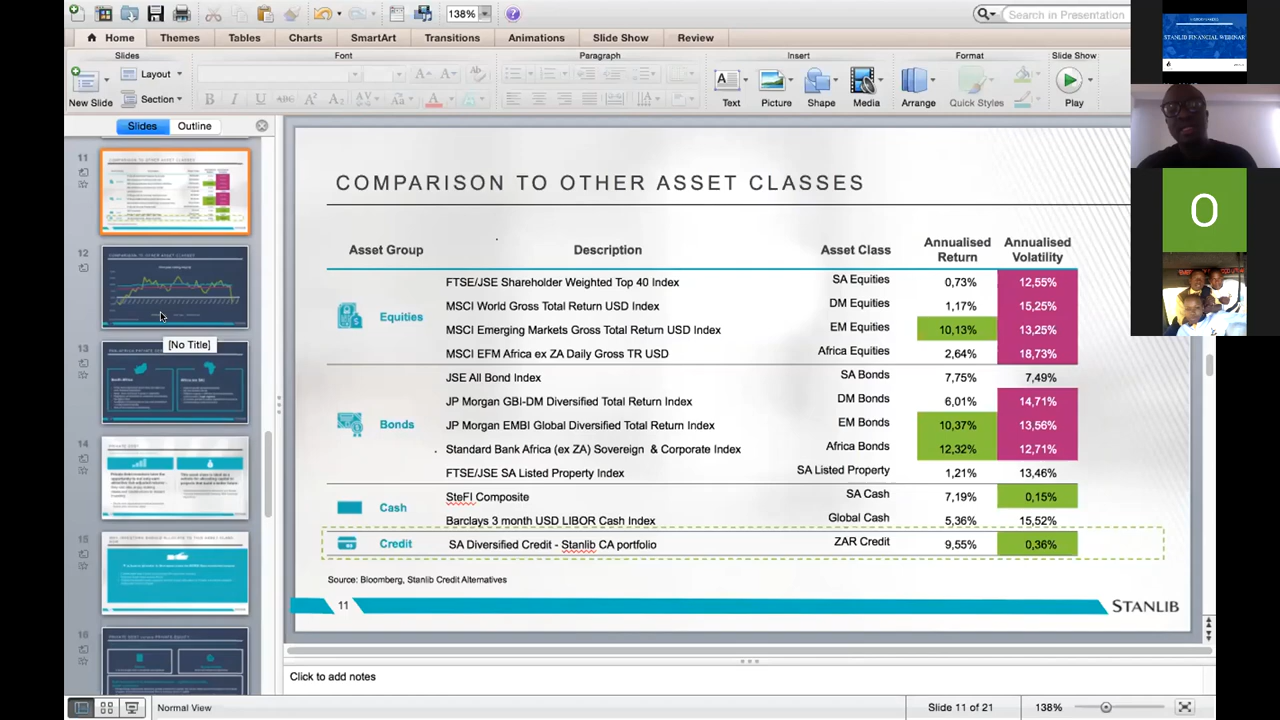 138%
Search in Presentation
Home Themes Tables Charts SmartArt Transitions Animations Slide Show Review
Slides Font Paragraph Insert Format Slide Show
New Slide Layout Section B I U ABC Text Picture Shape Media Arrange Quick Styles Play
Slides Outline
11
12
[No Title]
13
14
15
16
COMPARISON TO OTHER ASSET CLASSES
Asset Group Description Asset Class Annualised Return Annualised Volatility
FTSE/JSE Shareholder Weighted Top 40 Index SA Equities 0,73% 12,55%
MSCI World Gross Total Return USD Index DM Equities 1,17% 15,25%
Equities
MSCI Emerging Markets Gross Total Return USD Index EM Equities 10,13% 13,25%
MSCI EFM Africa ex ZA Daily Gross TR USD Africa Equities 2,64% 18,73%
JSE All Bond Index SA Bonds 7,75% 7,49%
JP Morgan GBI-DM Unhedged Total Return Index DM Bonds 6,01% 14,71%
Bonds
JP Morgan EMBI Global Diversified Total Return Index EM Bonds 10,37% 13,56%
Standard Bank Africa (ex ZA) Sovereign & Corporate Index Africa Bonds 12,32% 12,71%
FTSE/JSE SA Listed Property Index SA Listed Property 1,21% 13,46%
SteFI Composite SA Cash 7,19% 0,15%
Cash
Barclays 3 month USD LIBOR Cash Index Global Cash 5,36% 15,52%
Credit SA Diversified Credit - Stanlib CA portfolio ZAR Credit 9,55% 0,36%
Source: Bloomberg, Stanlib Credit Alternatives
11
STANLIB
Click to add notes
Normal View Slide 11 of 21 138%
STANLIB FINANCIAL WEBINAR
O